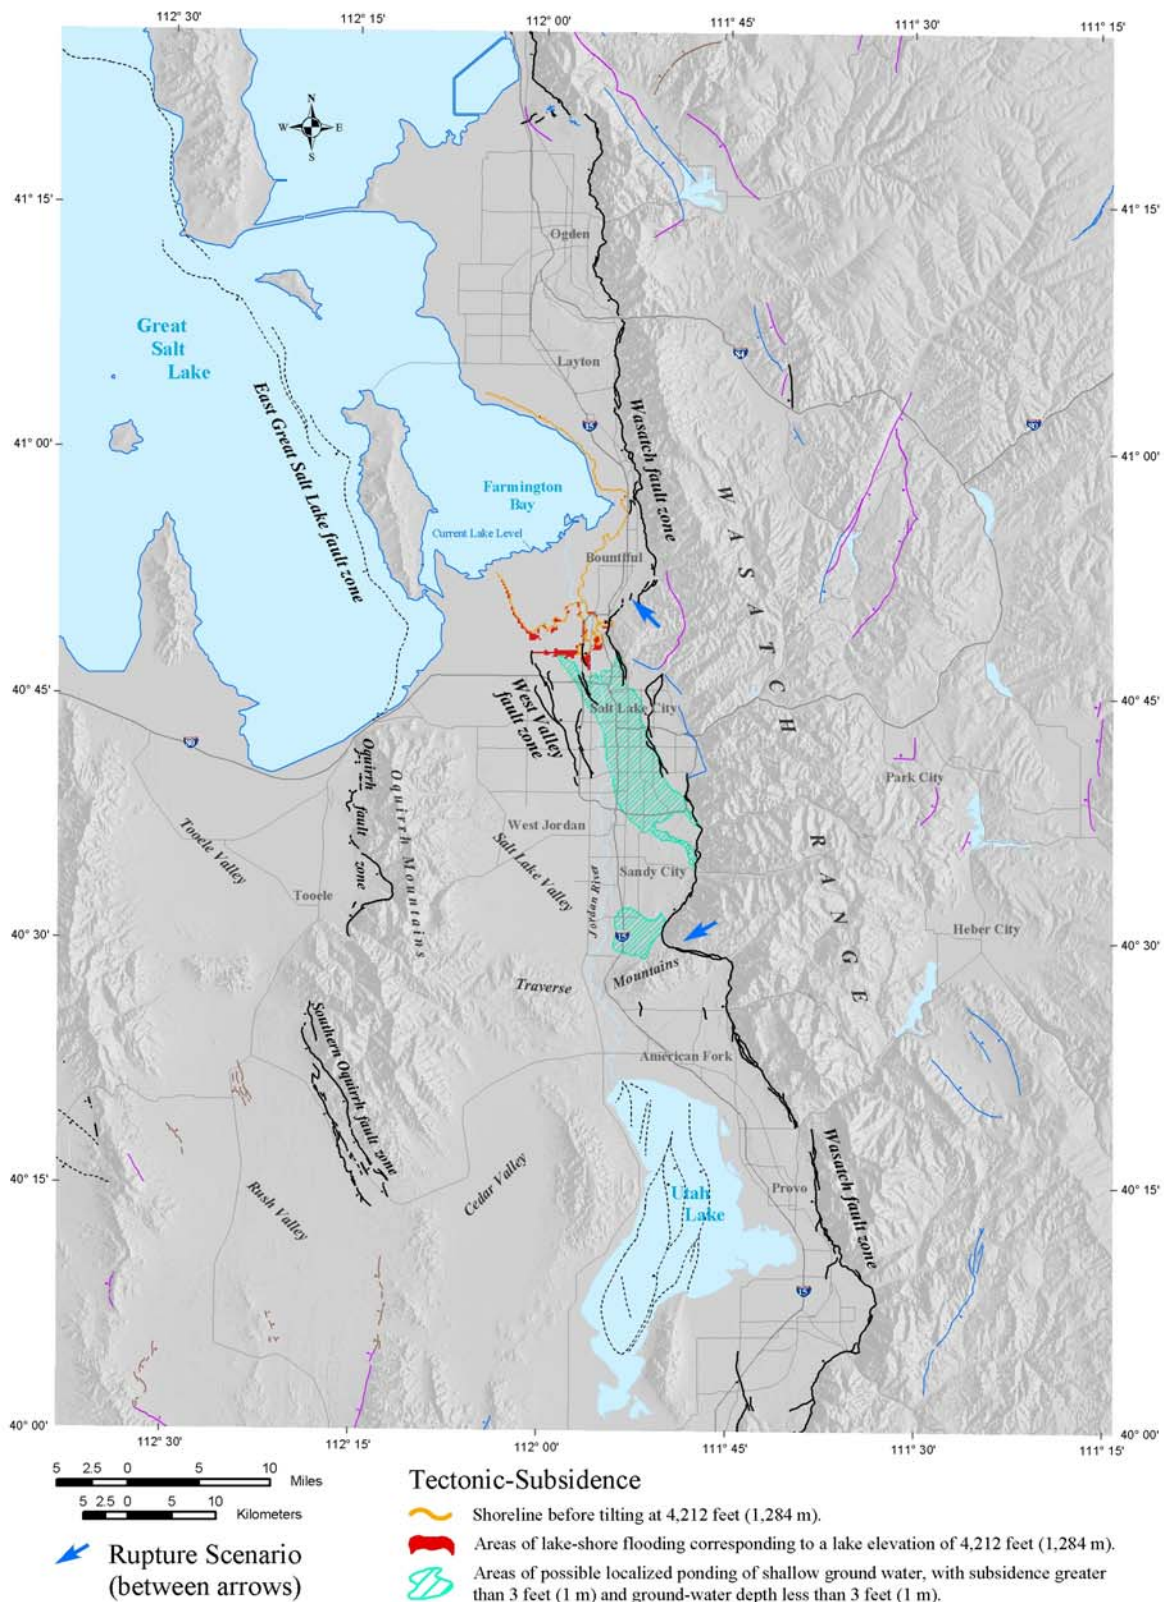 112° 30'
112° 15'
112° 00'
111° 45'
111° 30'
111° 15'
N
W E
S
41° 15'
41° 15'
Ogden
Great
Salt
Lake
84
Layton
East Great Salt Lake fault zone
Wasatch fault zone
15
41° 00'
41° 00'
Farmington
Bay
Current Lake Level
Bountiful
WASATCH RANGE
40° 45'
40° 45'
West Valley
fault zone
Salt Lake City
Oquirrh fault zone
Oquirrh Mountains
Park City
West Jordan
Tooele Valley
Salt Lake Valley
Sandy City
Tooele
Jordan River
15
Heber City
40° 30'
40° 30'
Traverse Mountains
Southern Oquirrh fault zone
American Fork
Wasatch fault zone
40° 15'
40° 15'
Utah
Lake
Provo
Rush Valley
Cedar Valley
15
40° 00'
40° 00'
112° 30'
112° 15'
112° 00'
111° 45'
111° 30'
111° 15'
5 2.5 0 5 10
Miles
5 2.5 0 5 10
Kilometers
Rupture Scenario
(between arrows)
Tectonic-Subsidence
Shoreline before tilting at 4,212 feet (1,284 m).
Areas of lake-shore flooding corresponding to a lake elevation of 4,212 feet (1,284 m).
Areas of possible localized ponding of shallow ground water, with subsidence greater
than 3 feet (1 m) and ground-water depth less than 3 feet (1 m).